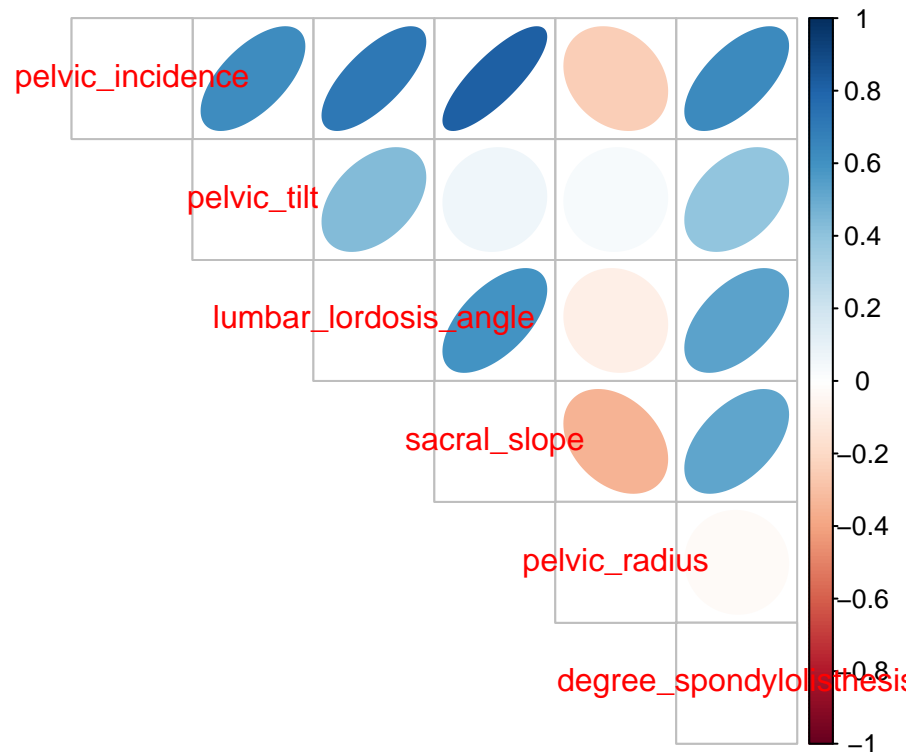 pelvic_incidence
pelvic_tilt
lumbar_lordosis_angle
sacral_slope
pelvic_radius
degree_spondylolisthesis
1
0.8
0.6
0.4
0.2
0
−0.2
−0.4
−0.6
−0.8
−1